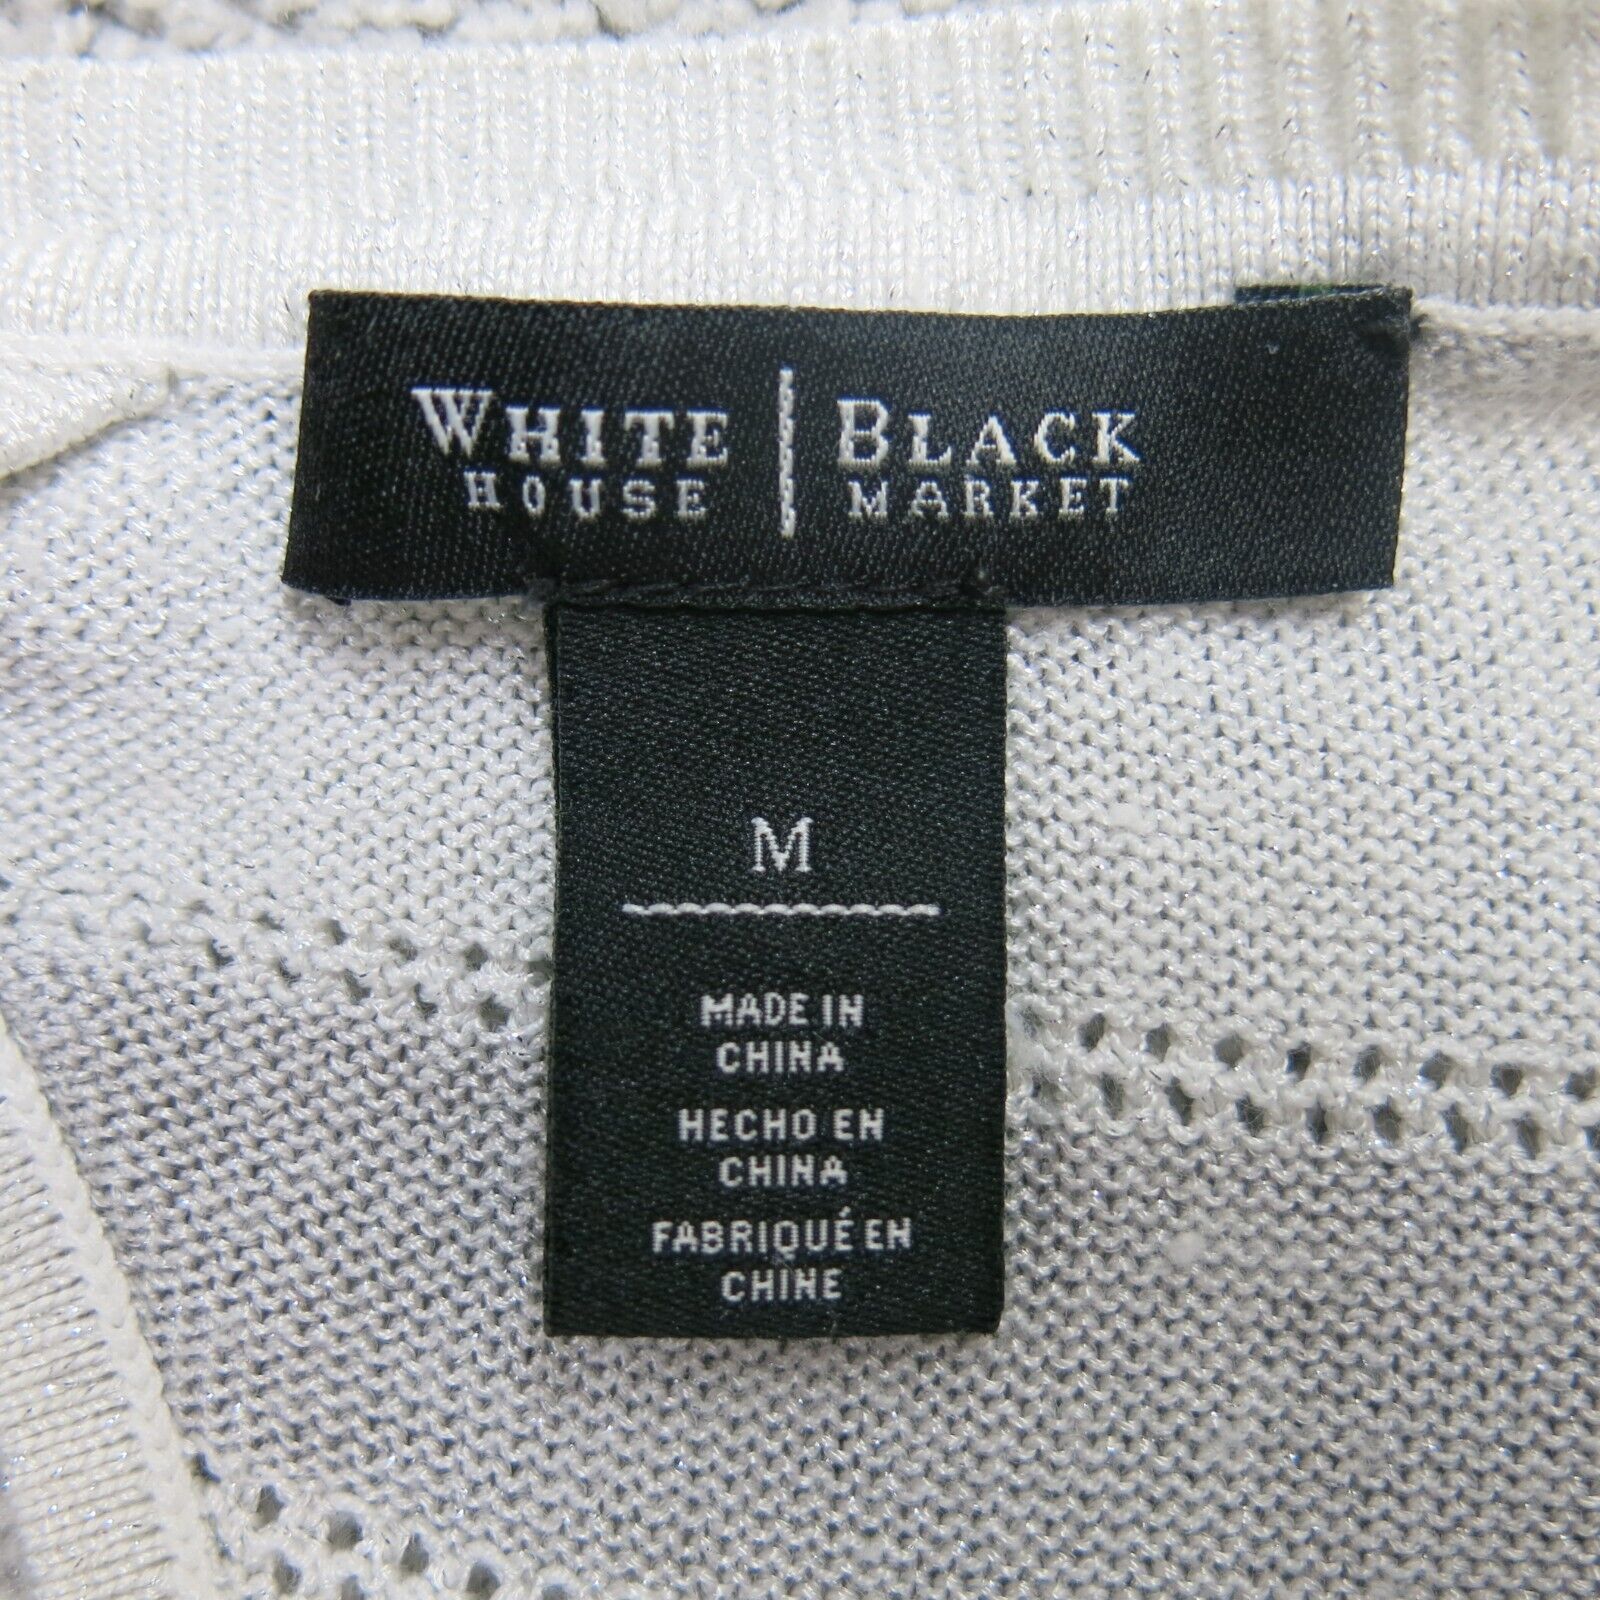 WHITE | BLACK
HOUSE | MARKET
M
MADE IN
CHINA
HECHO EN
CHINA
FABRIQUÉ EN
CHINE